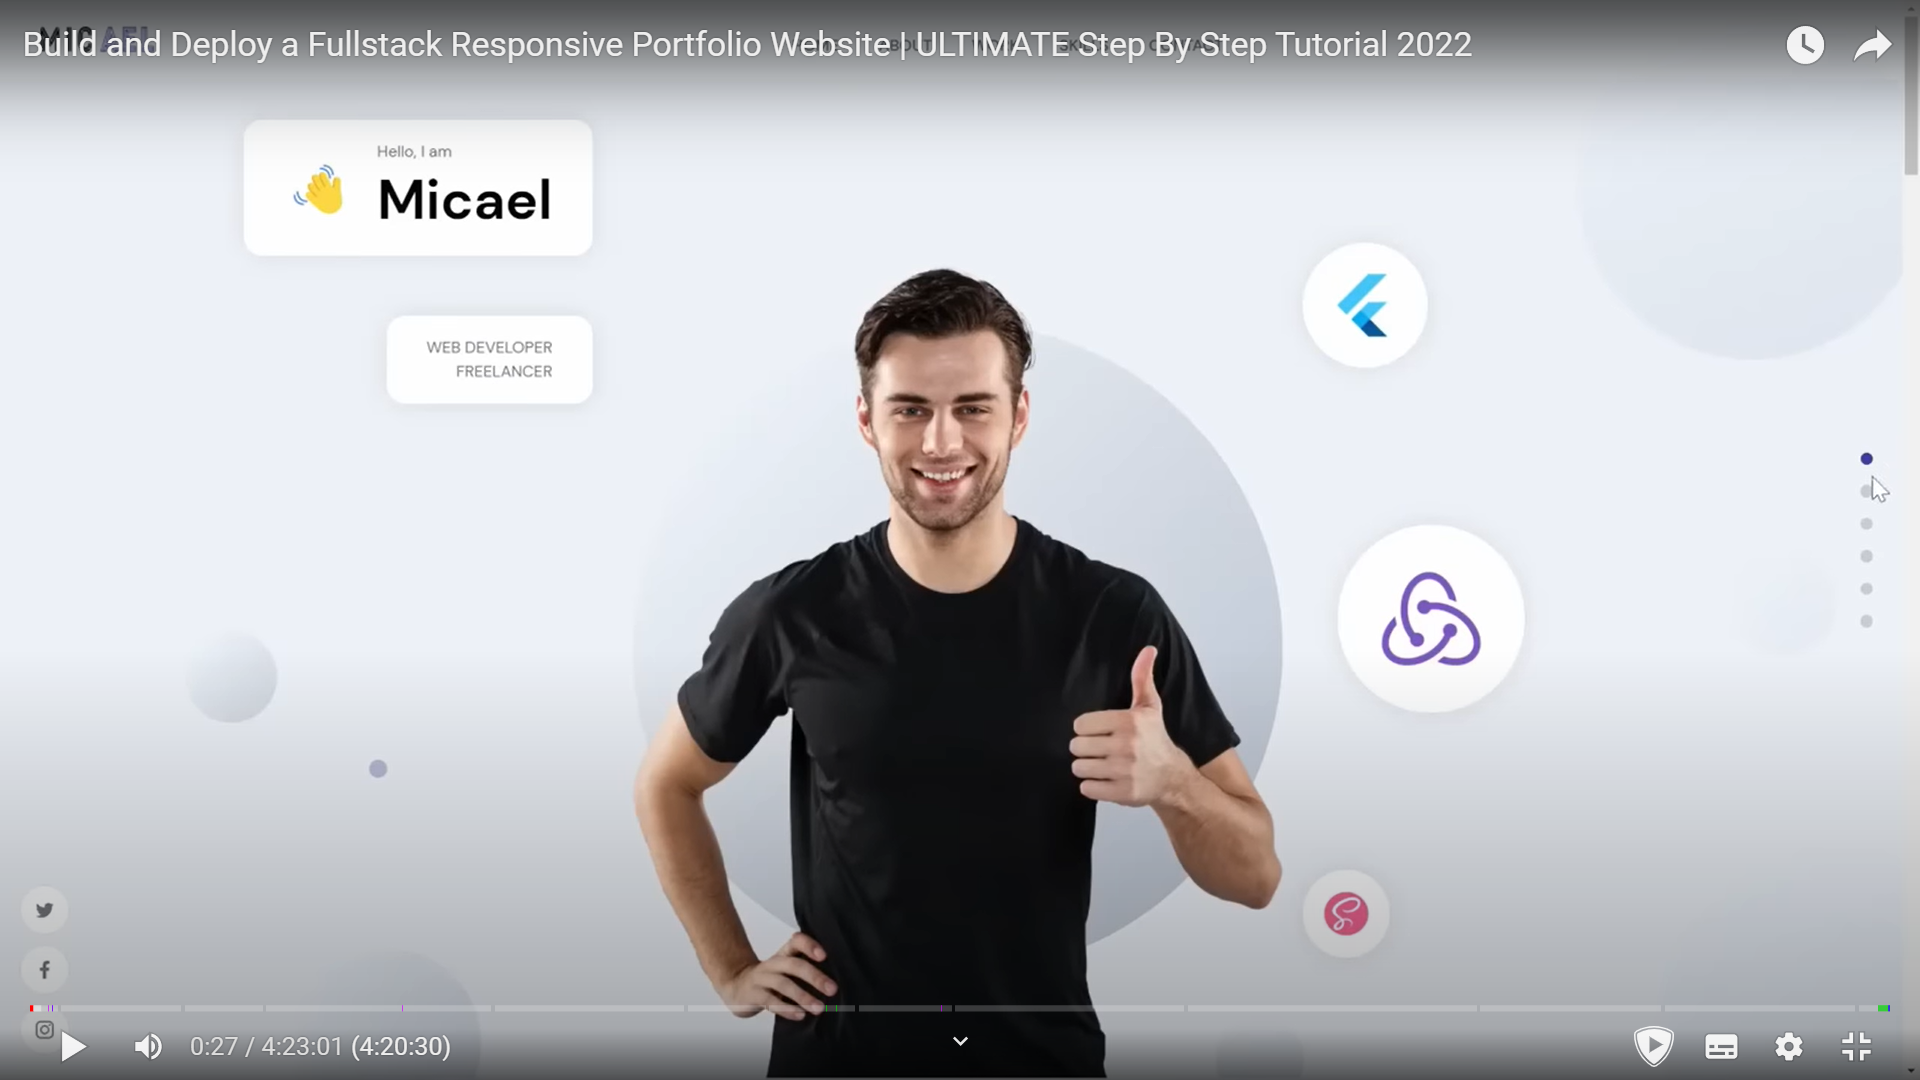 Build and Deploy a Fullstack Responsive Portfolio Website | ULTIMATE Step By Step Tutorial 2022
Hello, I am
Micael
WEB DEVELOPER
FREELANCER
0:27 / 4:23:01 (4:20:30)